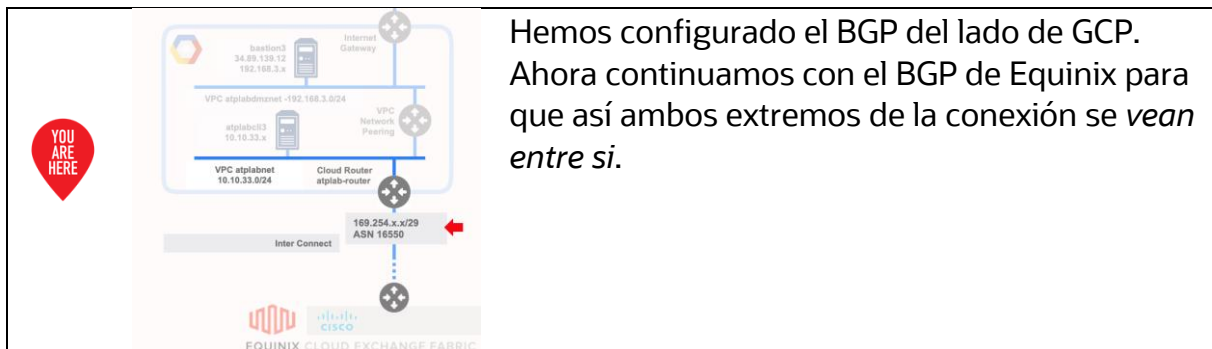 YOU
ARE
HERE
Internet
Gateway
bastion3
34.89.139.12
192.168.3.x
VPC atplabdmznet -192.168.3.0/24
VPC
Network
Peering
atplabcli3
10.10.33.x
VPC atplabnet
10.10.33.0/24
Cloud Router
atplab-router
169.254.x.x/29
ASN 16550
Inter Connect
CISCO
EQUINIX CLOUD EXCHANGE FABRIC
Hemos configurado el BGP del lado de GCP.
Ahora continuamos con el BGP de Equinix para
que así ambos extremos de la conexión se vean
entre si.